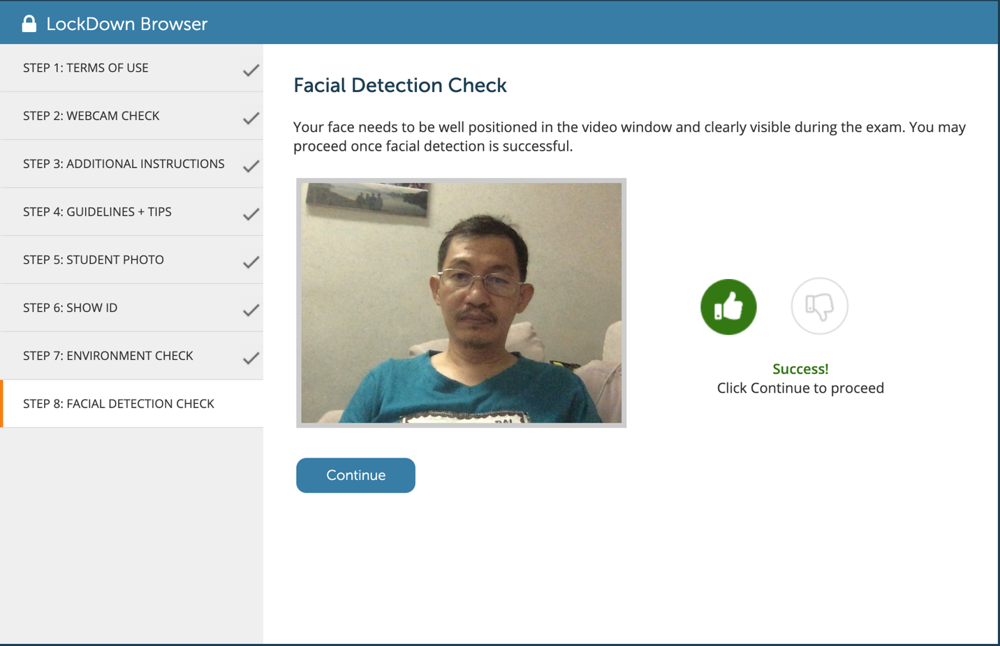 LockDown Browser
STEP 1: TERMS OF USE
STEP 2: WEBCAM CHECK
STEP 3: ADDITIONAL INSTRUCTIONS
STEP 4: GUIDELINES + TIPS
STEP 5: STUDENT PHOTO
STEP 6: SHOW ID
STEP 7: ENVIRONMENT CHECK
STEP 8: FACIAL DETECTION CHECK
Facial Detection Check
Your face needs to be well positioned in the video window and clearly visible during the exam. You may
proceed once facial detection is successful.
Success!
Click Continue to proceed
Continue